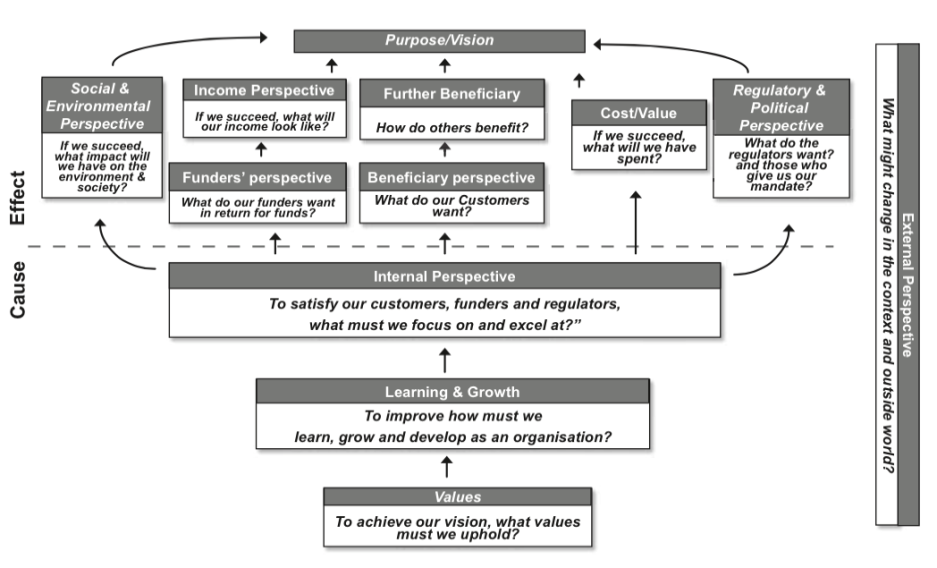 Purpose/Vision
Social &
Environmental
Perspective
If we succeed,
what impact will
we have on the
environment &
society?
Income Perspective
If we succeed, what will
our income look like?
Funders' perspective
What do our funders want
in return for funds?
Further Beneficiary
How do others benefit?
Beneficiary perspective
What do our Customers
want?
Cost/Value
If we succeed,
what will we have
spent?
Regulatory &
Political
Perspective
What do the
regulators want? and those who
give us our
mandate?
Effect
Cause
Internal Perspective
To satisfy our customers, funders and regulators,
what must we focus on and excel at?”
Learning & Growth
To improve how must we
learn, grow and develop as an organisation?
Values
To achieve our vision, what values
must we uphold?
External Perspective
What might change in the context and outside world?